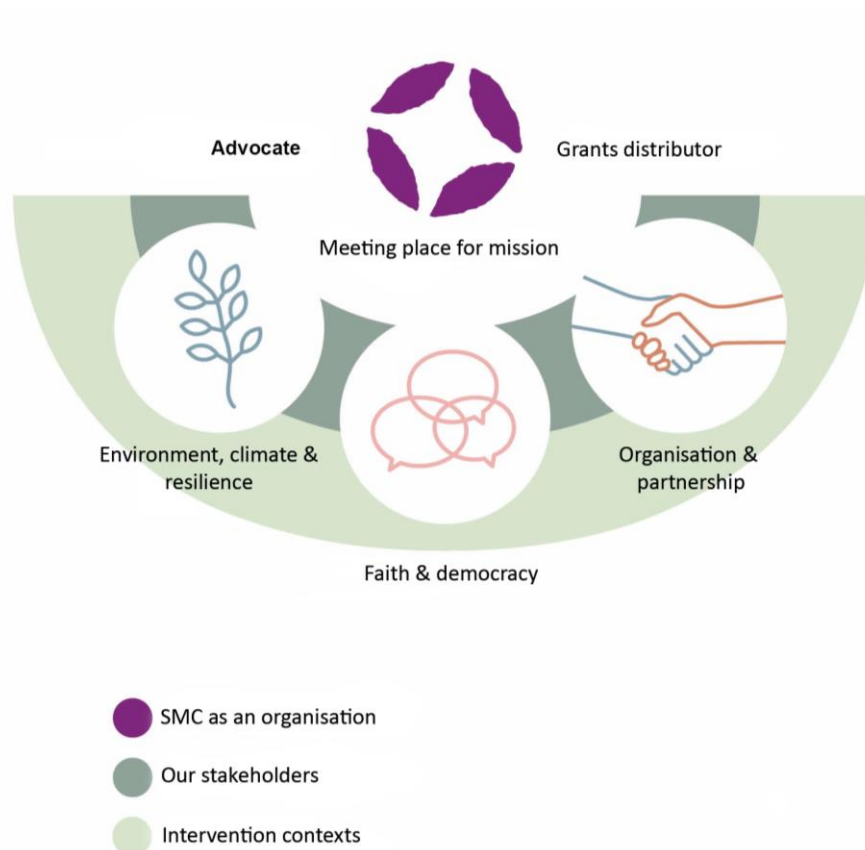 Advocate
Grants distributor
Meeting place for mission
Environment, climate &
resilience
Organisation &
partnership
Faith & democracy
SMC as an organisation
Our stakeholders
Intervention contexts